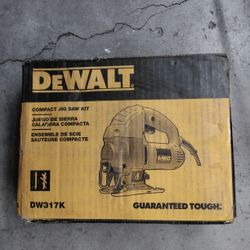 DEWALT
COMPACT JIG SAW KIT
JUEGO DE SIERRA
CALADORA COMPACTA
ENSEMBLE DE SCIE
SAUTEUSE COMPACTE
DW317K
GUARANTEED TOUGH.